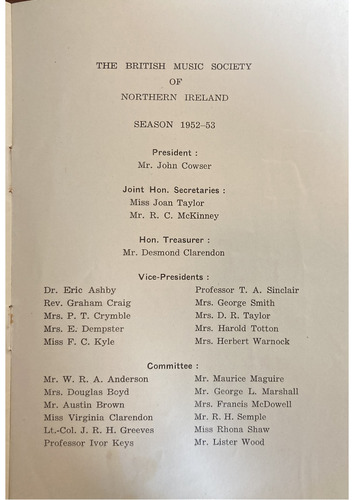 THE BRITISH MUSIC SOCIETY
OF
NORTHERN IRELAND
SEASON 1952-53
President :
Mr. John Cowser
Joint Hon. Secretaries :
Miss Joan Taylor
Mr. R. C. McKinney
Hon. Treasurer :
Mr. Desmond Clarendon
Vice-Presidents :
Dr. Eric Ashby
Rev. Graham Craig
Mrs. P. T. Crymble
Mrs. E. Dempster
Miss F. C. Kyle
Professor T. A. Sinclair
Mrs. George Smith
Mrs. D. R. Taylor
Mrs. Harold Totton
Mrs. Herbert Warnock
Committee :
Mr. W. R. A. Anderson
Mrs. Douglas Boyd
Mr. Austin Brown
Miss Virginia Clarendon
Lt.-Col. J. R. H. Greeves
Professor Ivor Keys
Mr. Maurice Maguire
Mr. George L. Marshall
Mrs. Francis McDowell
Mr. R. H. Semple
Miss Rhona Shaw
Mr. Lister Wood